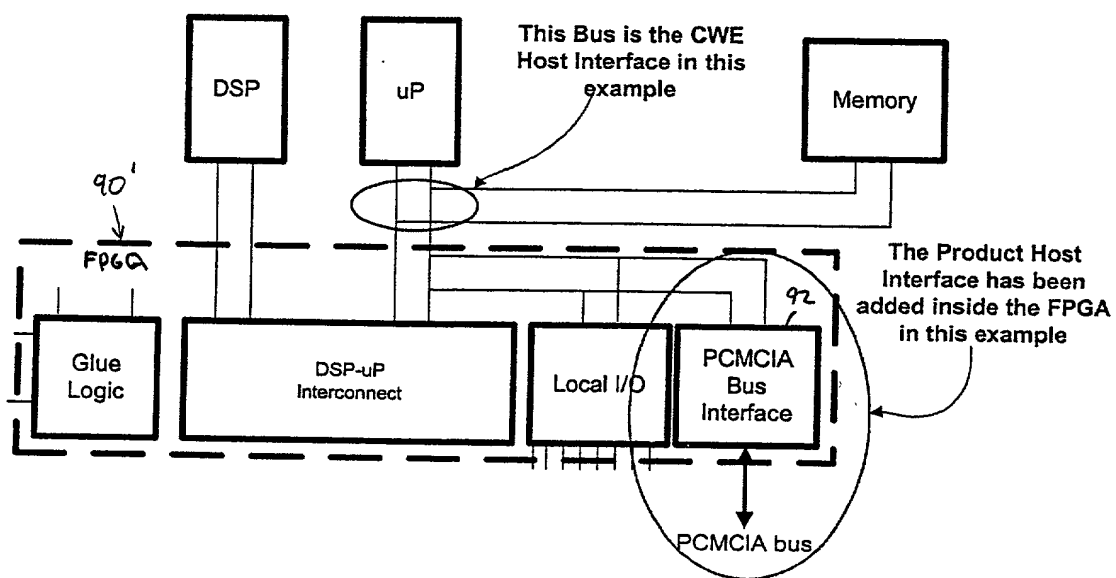 This Bus is the CWE
Host Interface in this
example
DSP
uP
Memory
90'
FPGA
The Product Host
Interface has been
added inside the FPGA
in this example
92
Glue
Logic
DSP-uP
Interconnect
Local I/O
PCMCIA
Bus
Interface
PCMCIA bus